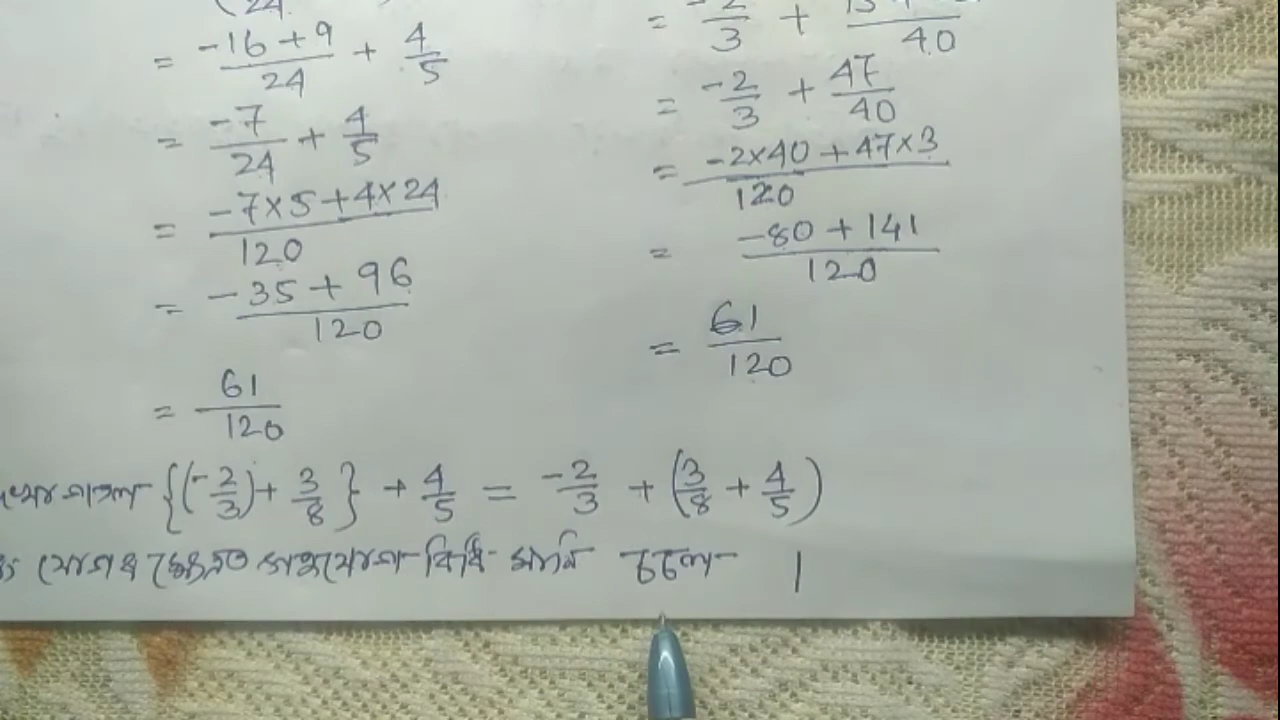 = (-16 + 9)/24 + 4/5
= -7/24 + 4/5
= (-7×5 + 4×24)/120
= (-35 + 96)/120
= 61/120
= -2/3 + 47/40
= (-2×40 + 47×3)/120
= (-80 + 141)/120
= 61/120
{(-2/3) + 3/8} + 4/5 = -2/3 + (3/8 + 4/5)
বিধি মানি চলে ।